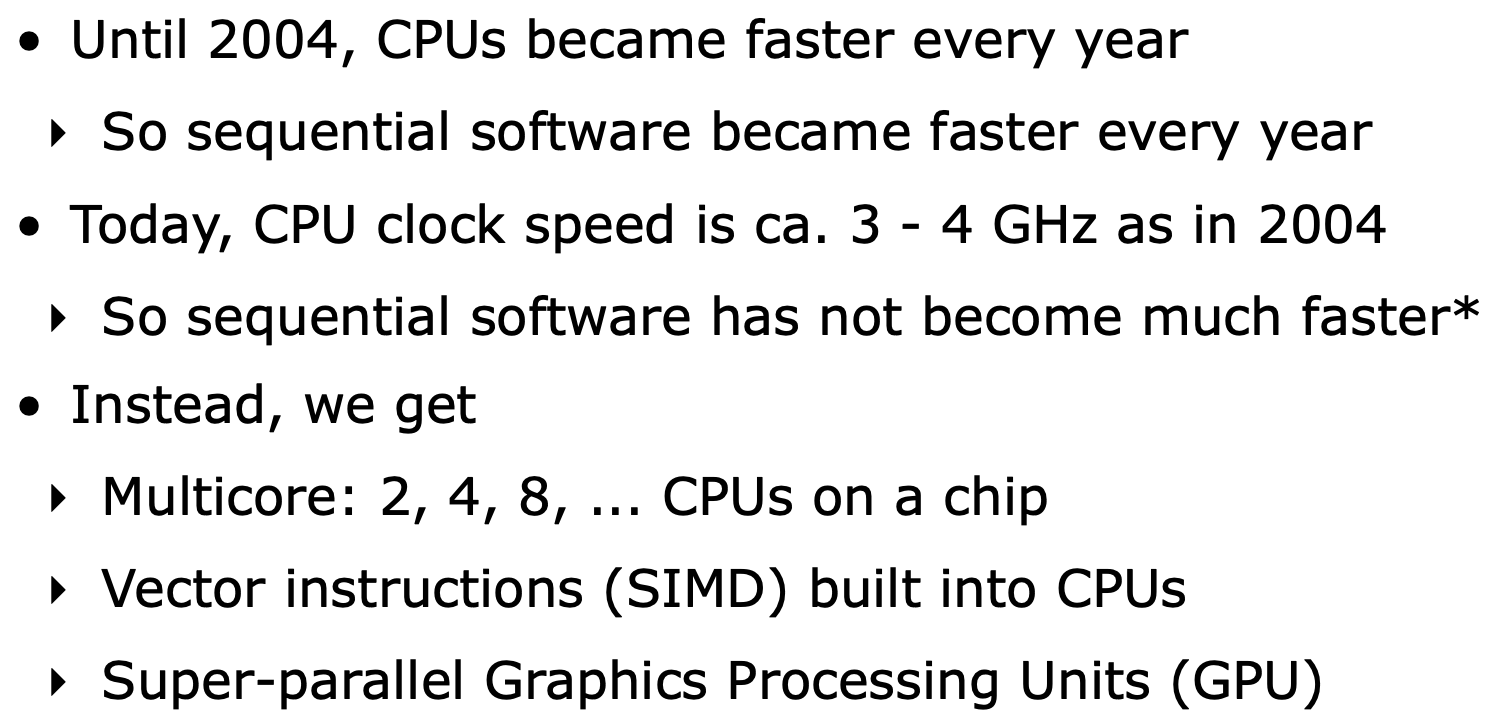 • Until 2004, CPUs became faster every year
‣ So sequential software became faster every year
• Today, CPU clock speed is ca. 3 - 4 GHz as in 2004
‣ So sequential software has not become much faster*
• Instead, we get
‣ Multicore: 2, 4, 8, ... CPUs on a chip
‣ Vector instructions (SIMD) built into CPUs
‣ Super-parallel Graphics Processing Units (GPU)